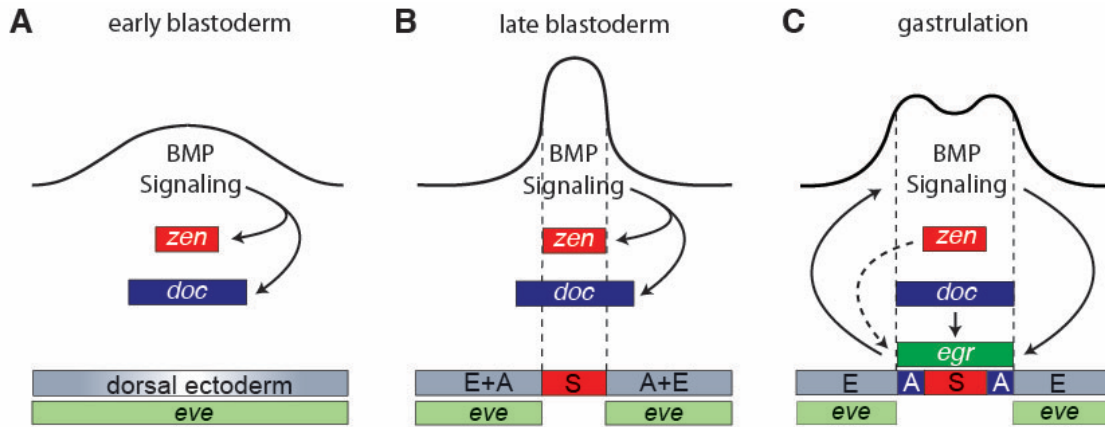 A early blastoderm
BMP
Signaling
zen
doc
dorsal ectoderm
eve
B late blastoderm
BMP
Signaling
zen
doc
E+A S A+E
eve eve
C gastrulation
BMP
Signaling
zen
doc
egr
E A S A E
eve eve